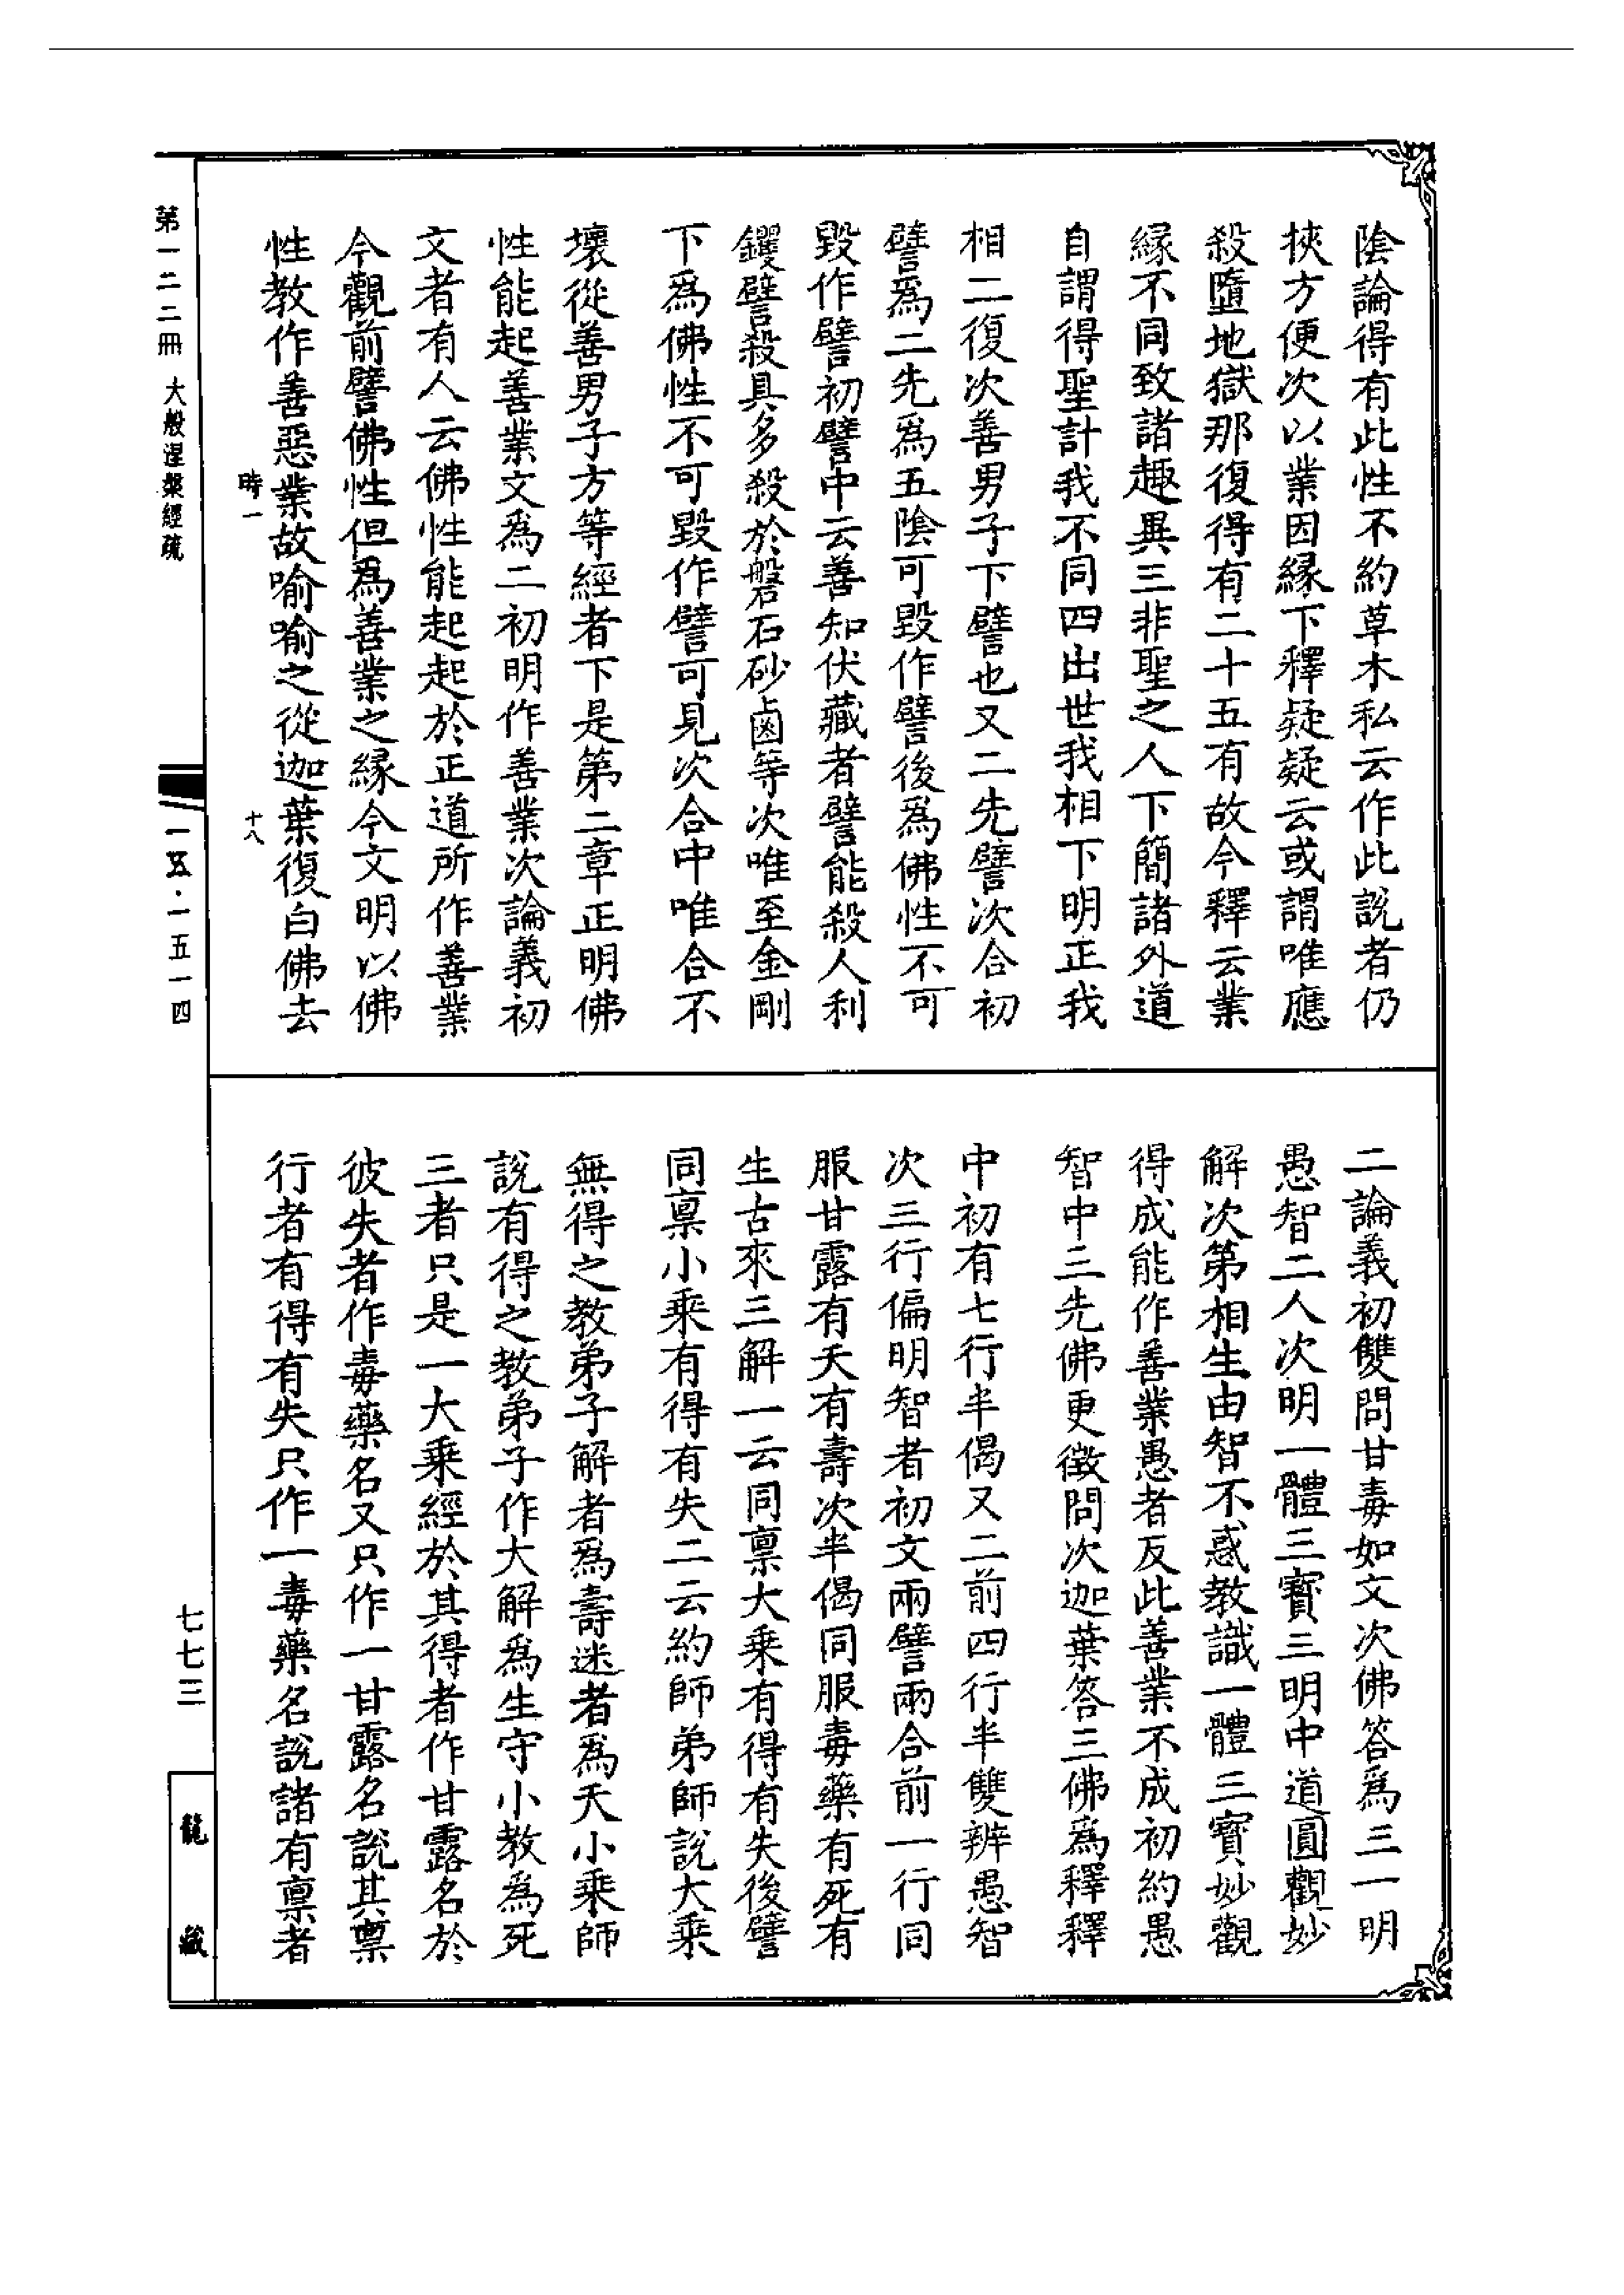 陰論得有此性不約草木私云作此說者仍
挾方便次以業因縁下釋疑疑云或謂唯應
殺墮地獄那復得有二十五有故今釋云業
縁不同致諸趣異三非聖之人下簡諸外道
自謂得聖計我不同四出世我相下明正我
相二復次善男子下譬也又二先譬次合初
譬爲二先爲五陰可毀作譬後爲佛性不可
毀作譬初譬中云善知伏藏者譬能殺人利
钁譬殺具多殺於磐石砂鹵等次唯至金剛
下爲佛性不可毀作譬可見次合中唯合不
壞從善男子方等經者下是第二章正明佛
性能起善業文爲二初明作善業次論義初
文者有人云佛性能起起於正道所作善業
今觀前譬佛性但爲善業之縁今文明以佛
性教作善惡業故喻喻之從迦葉復白佛去
時一
十八
二論義初雙問甘毒如文次佛答爲三一明
愚智二人次明一體三寳三明中道圓觀妙
解次第相生由智不惑教識一體三寳妙觀
得成能作善業愚者反此善業不成初約愚
智中三先佛更徵問次迦葉答三佛爲釋釋
中初有七行半偈又二前四行半雙辨愚智
次三行偏明智者初文兩譬兩合前一行同
服甘露有夭有壽次半偈同服毒藥有死有
生古來三解一云同禀大乘有得有失後譬
同禀小乘有得有失二云約師弟師說大乘
無得之教弟子解者爲壽迷者爲夭小乘師
說有得之教弟子作大解爲生守小教爲死
三者只是一大乘經於其得者作甘露名於
彼失者作毒藥名又只作一甘露名說其禀
行者有得有失只作一毒藥名說諸有禀者
第一二二冊 大般涅槃經疏
一五五·一五一四
七七三
龍藏